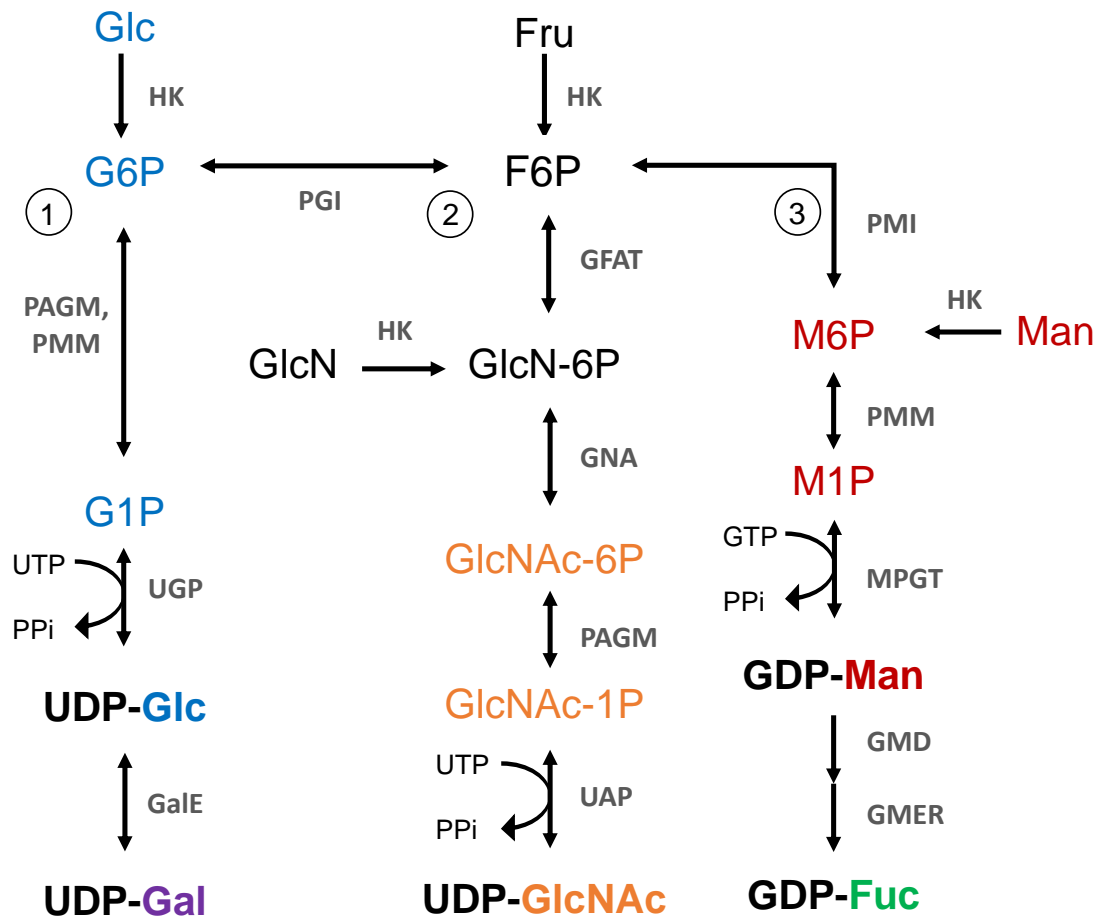 Glc
Fru
HK
HK
G6P
F6P
1
PGI
2
3
PMI
GFAT
PAGM,
PMM
HK
HK
GlcN
GlcN-6P
M6P
Man
PMM
GNA
M1P
G1P
UTP
UGP
PPi
GlcNAc-6P
GTP
MPGT
PPi
PAGM
UDP-Glc
GlcNAc-1P
GDP-Man
GMD
UTP
UAP
PPi
GalE
GMER
UDP-Gal
UDP-GlcNAc
GDP-Fuc